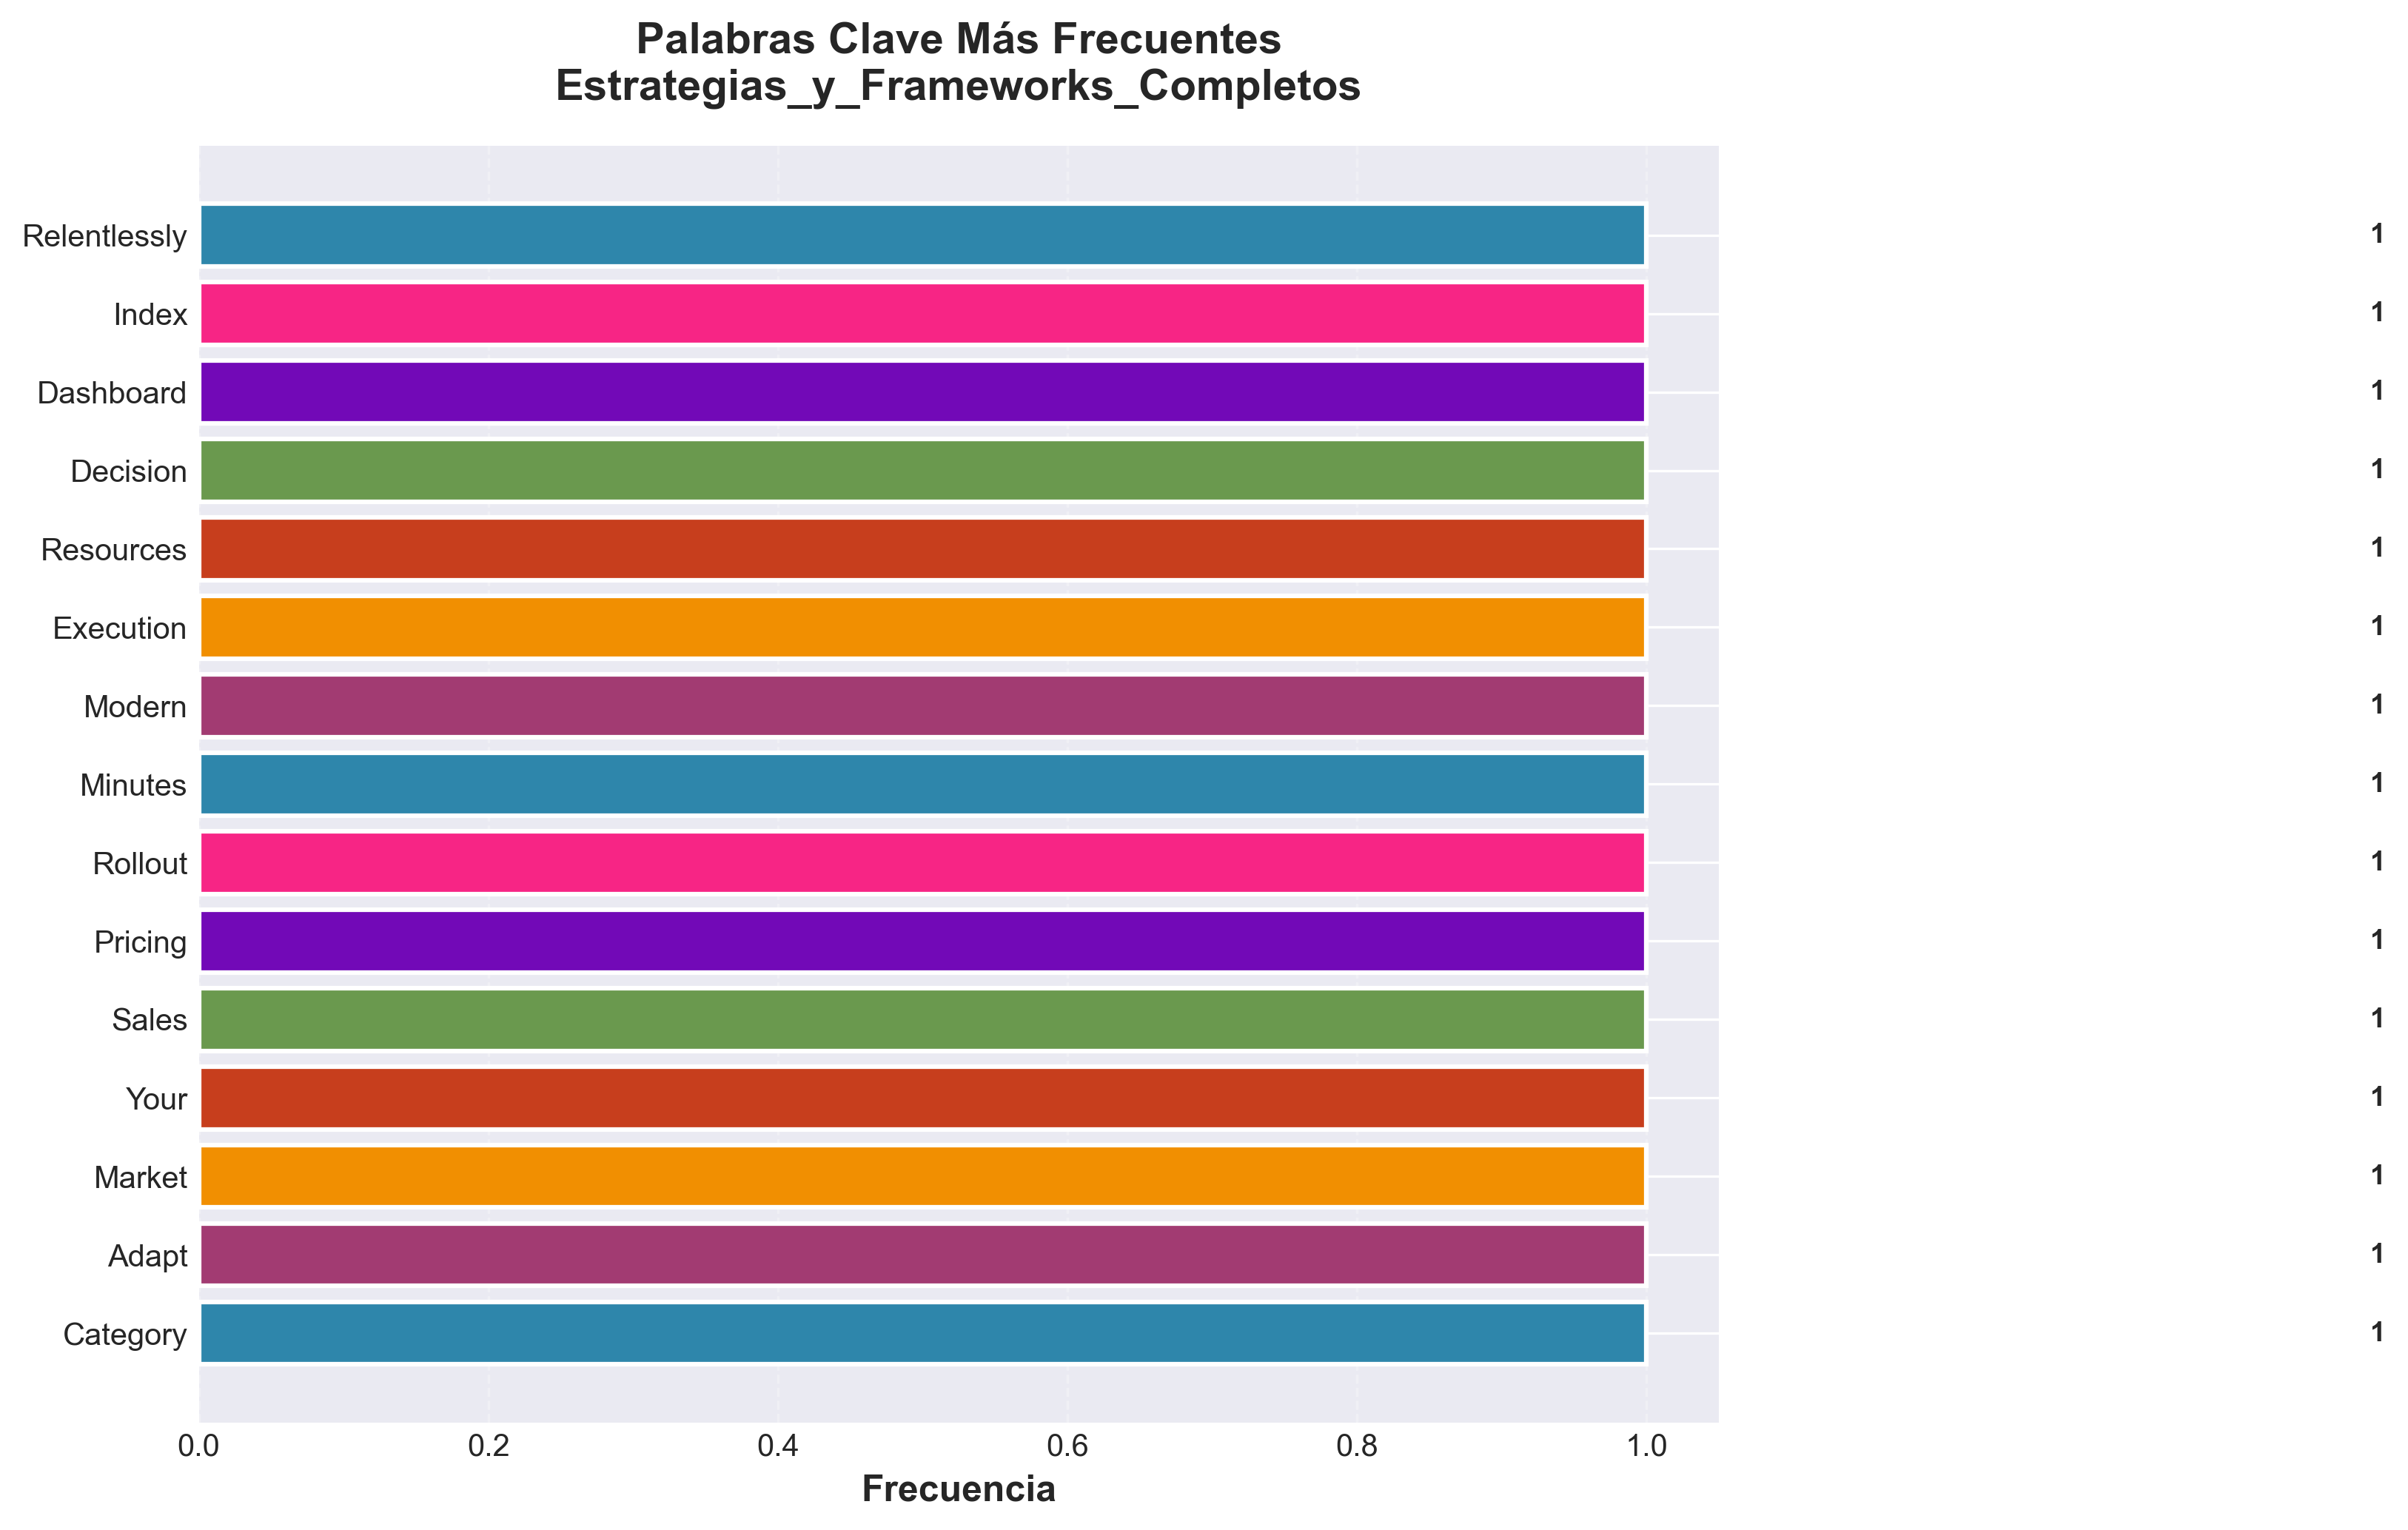 Palabras Clave Más Frecuentes
Estrategias_y_Frameworks_Completos
Relentlessly 1
Index 1
Dashboard 1
Decision 1
Resources 1
Execution 1
Modern 1
Minutes 1
Rollout 1
Pricing 1
Sales 1
Your 1
Market 1
Adapt 1
Category 1
0.0 0.2 0.4 0.6 0.8 1.0
Frecuencia